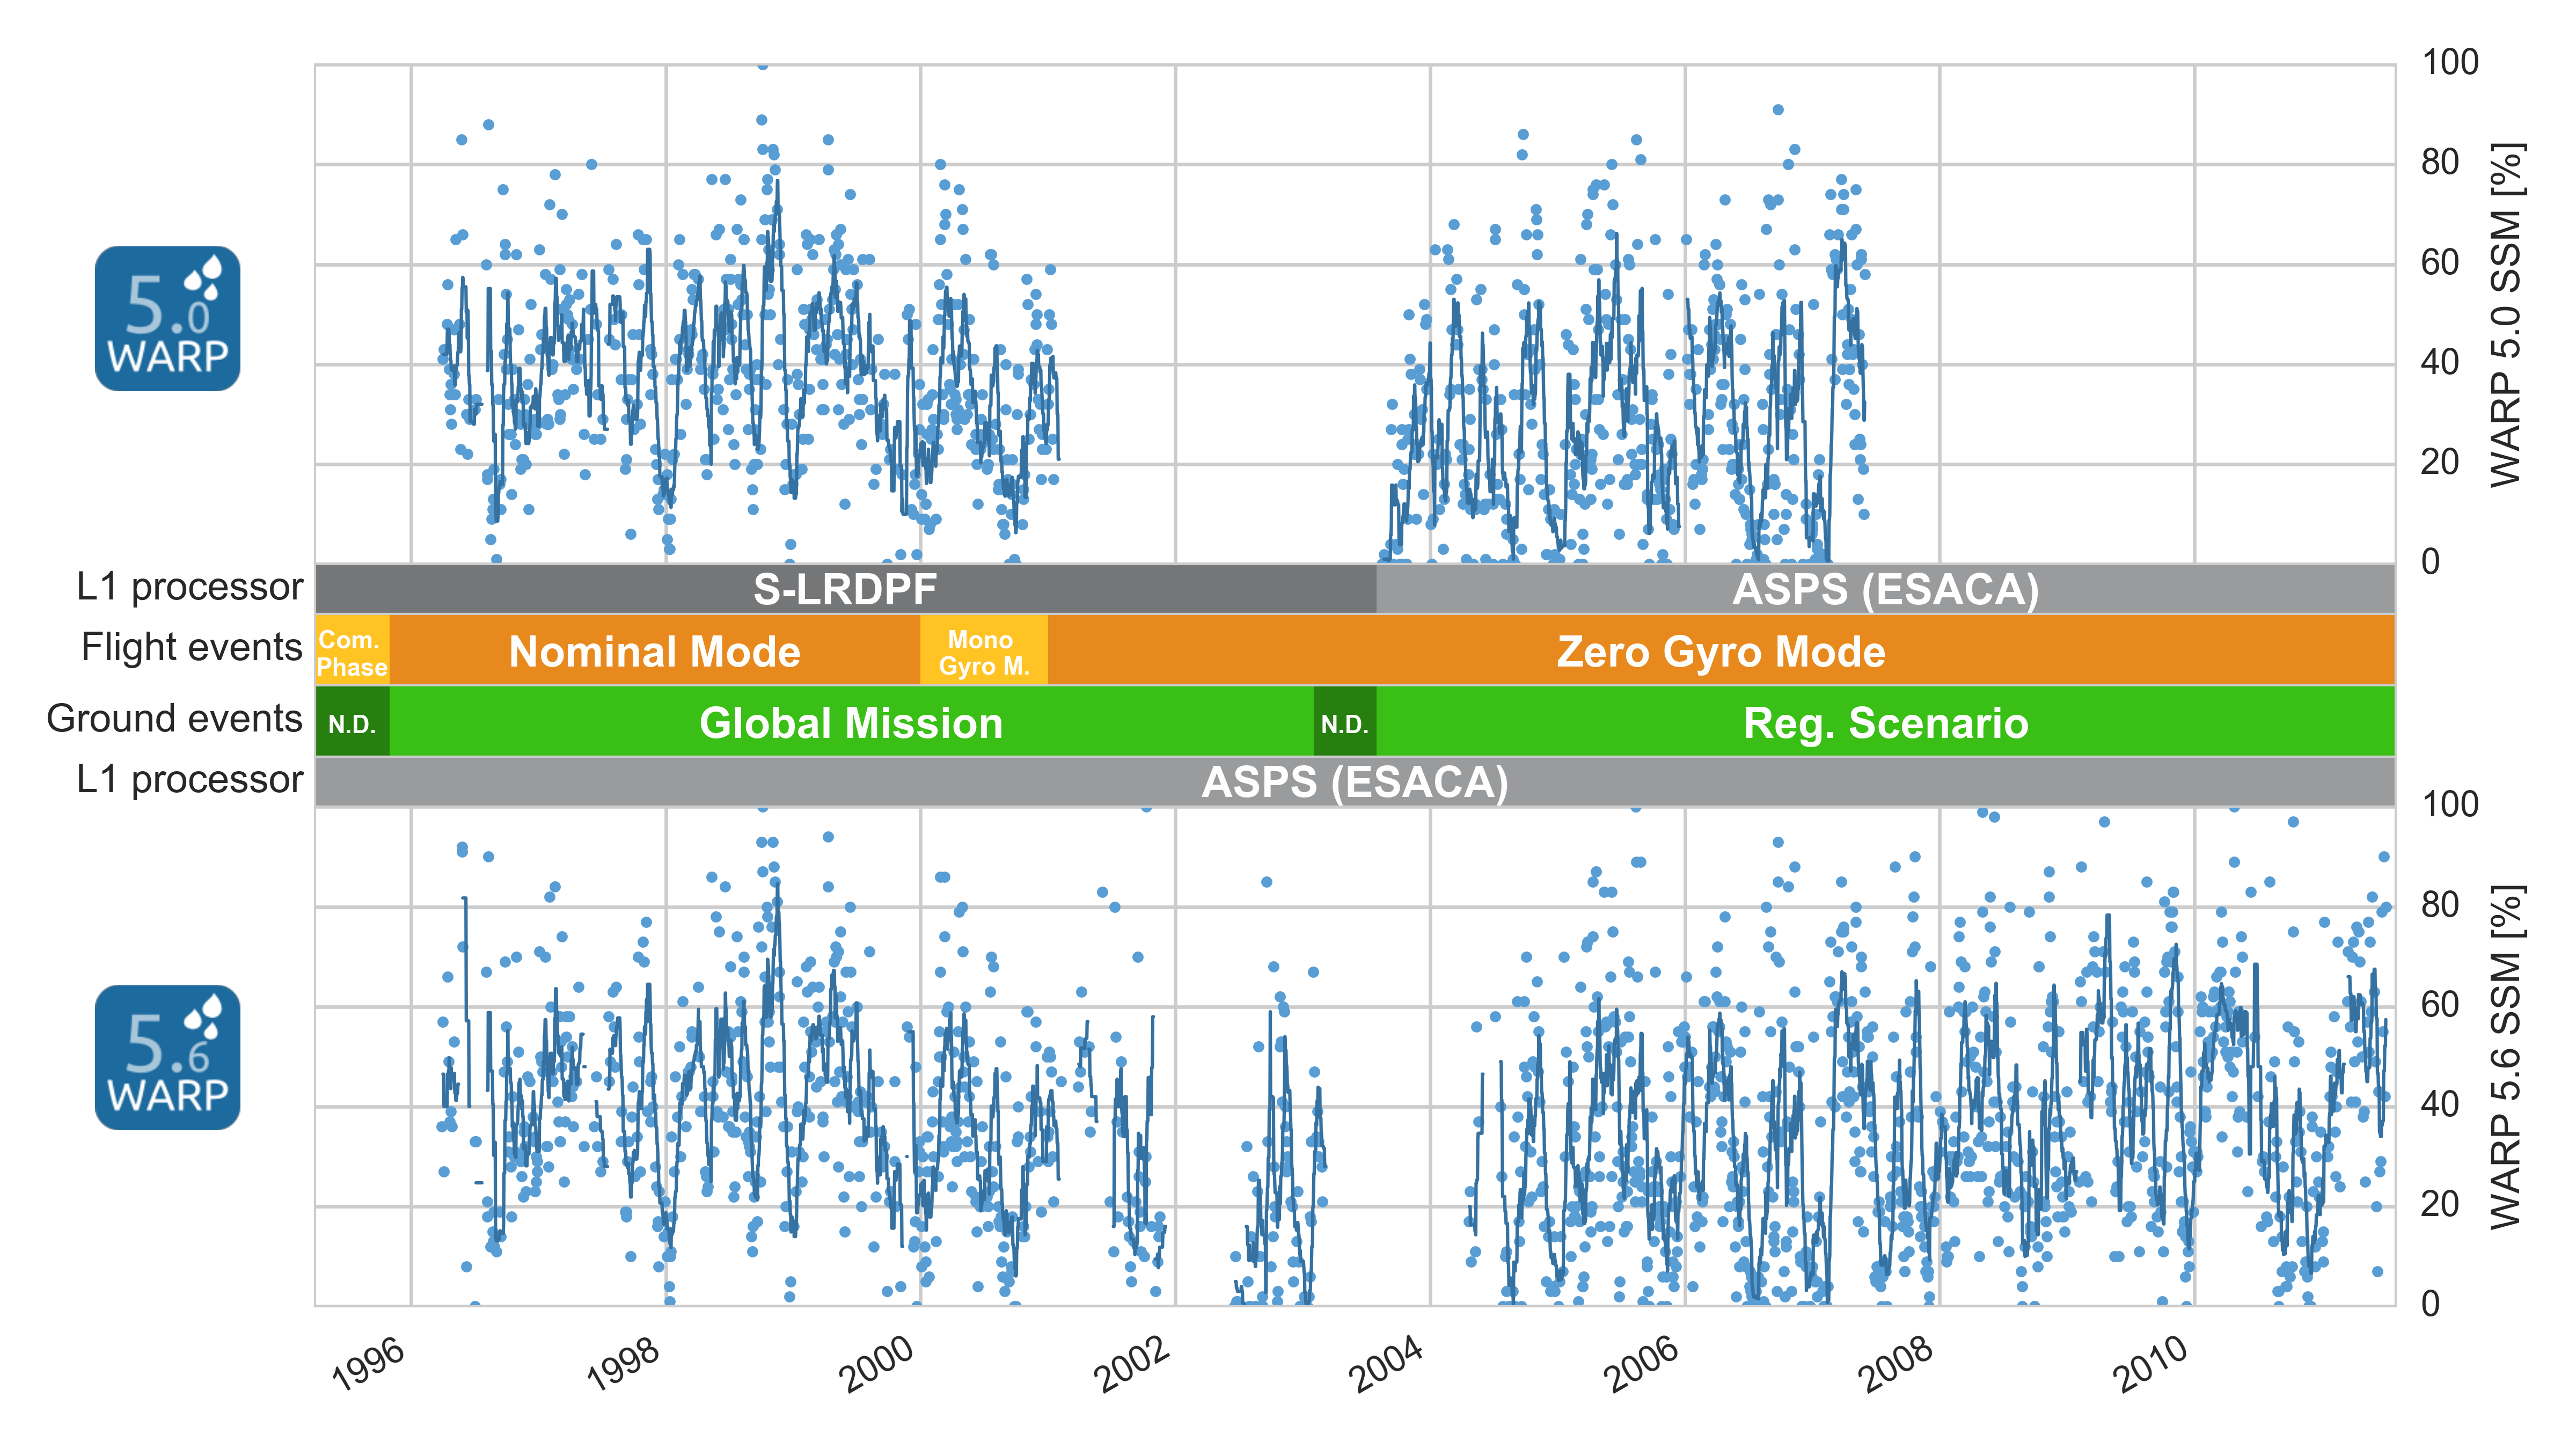 100
80
60
40
20
0
WARP 5.0 SSM [%]
5.0
WARP
L1 processor
S-LRDPF
ASPS (ESACA)
Flight events
Com.
Phase
Nominal Mode
Mono
Gyro M.
Zero Gyro Mode
Ground events
N.D.
Global Mission
N.D.
Reg. Scenario
L1 processor
ASPS (ESACA)
100
80
60
40
20
0
WARP 5.6 SSM [%]
5.6
WARP
1996
1998
2000
2002
2004
2006
2008
2010